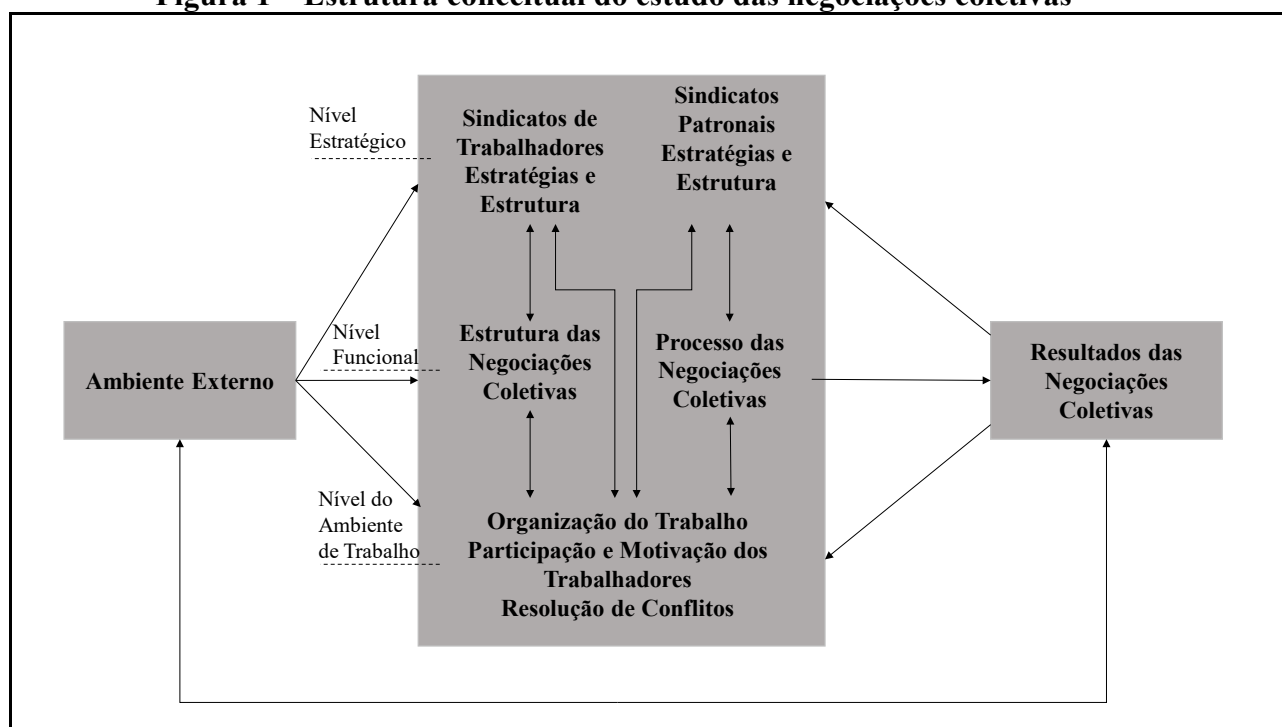 Figura 1 – Estrutura conceitual do estudo das negociações coletivas
Nível
Estratégico
Sindicatos de
Trabalhadores
Estratégias e
Estrutura
Sindicatos
Patronais
Estratégias e
Estrutura
Ambiente Externo
Nível
Funcional
Estrutura das
Negociações
Coletivas
Processo das
Negociações
Coletivas
Resultados das
Negociações
Coletivas
Nível do
Ambiente
de Trabalho
Organização do Trabalho
Participação e Motivação dos
Trabalhadores
Resolução de Conflitos